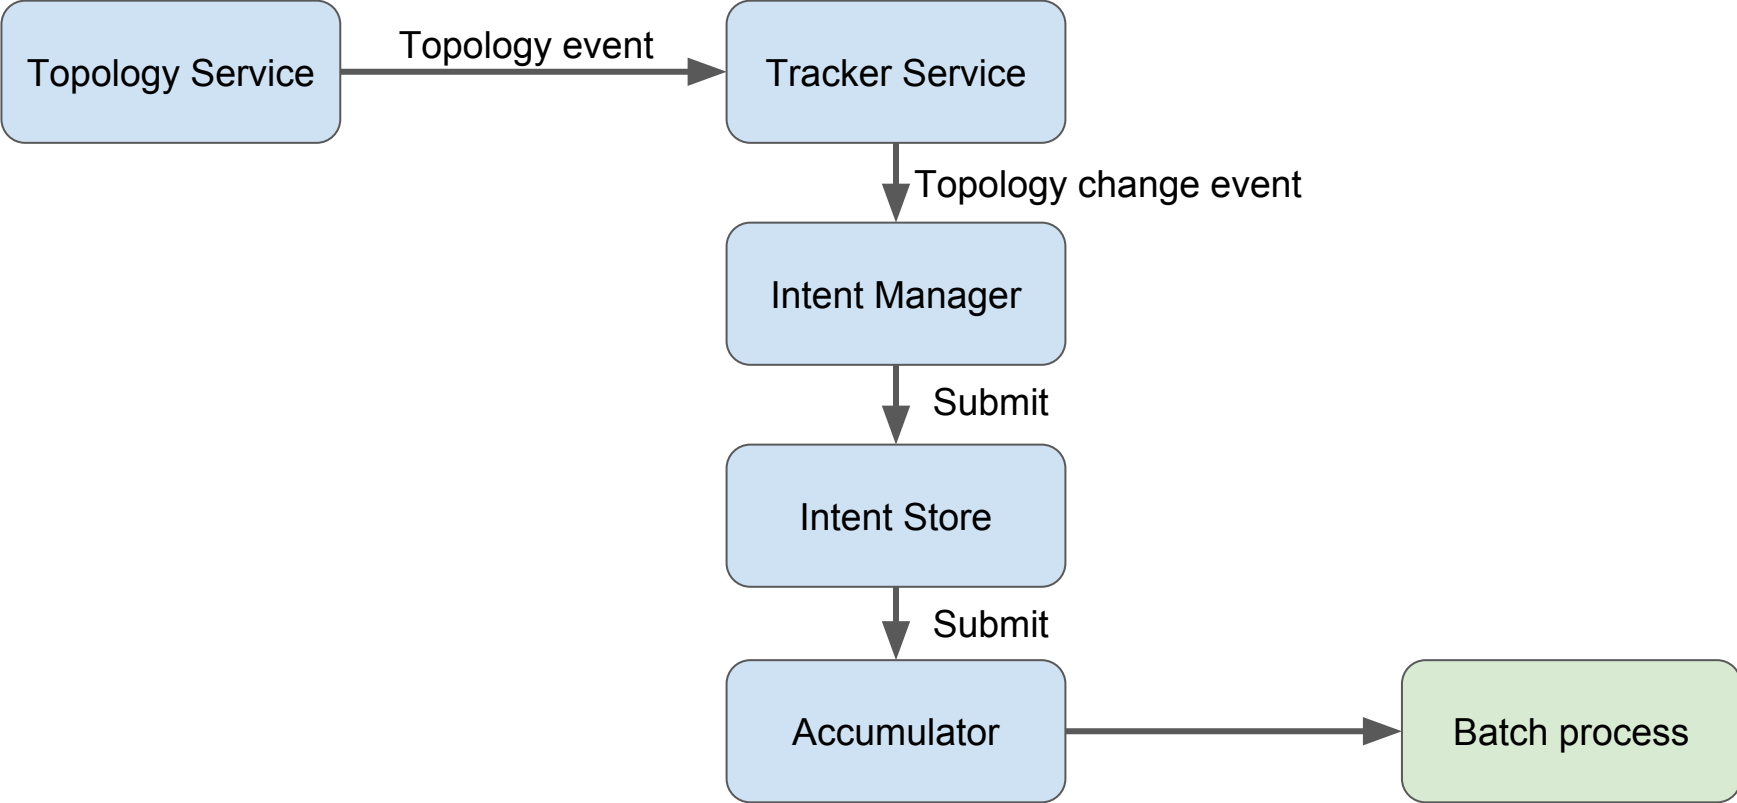 Topology Service
Topology event
Tracker Service
Topology change event
Intent Manager
Submit
Intent Store
Submit
Accumulator
Batch process